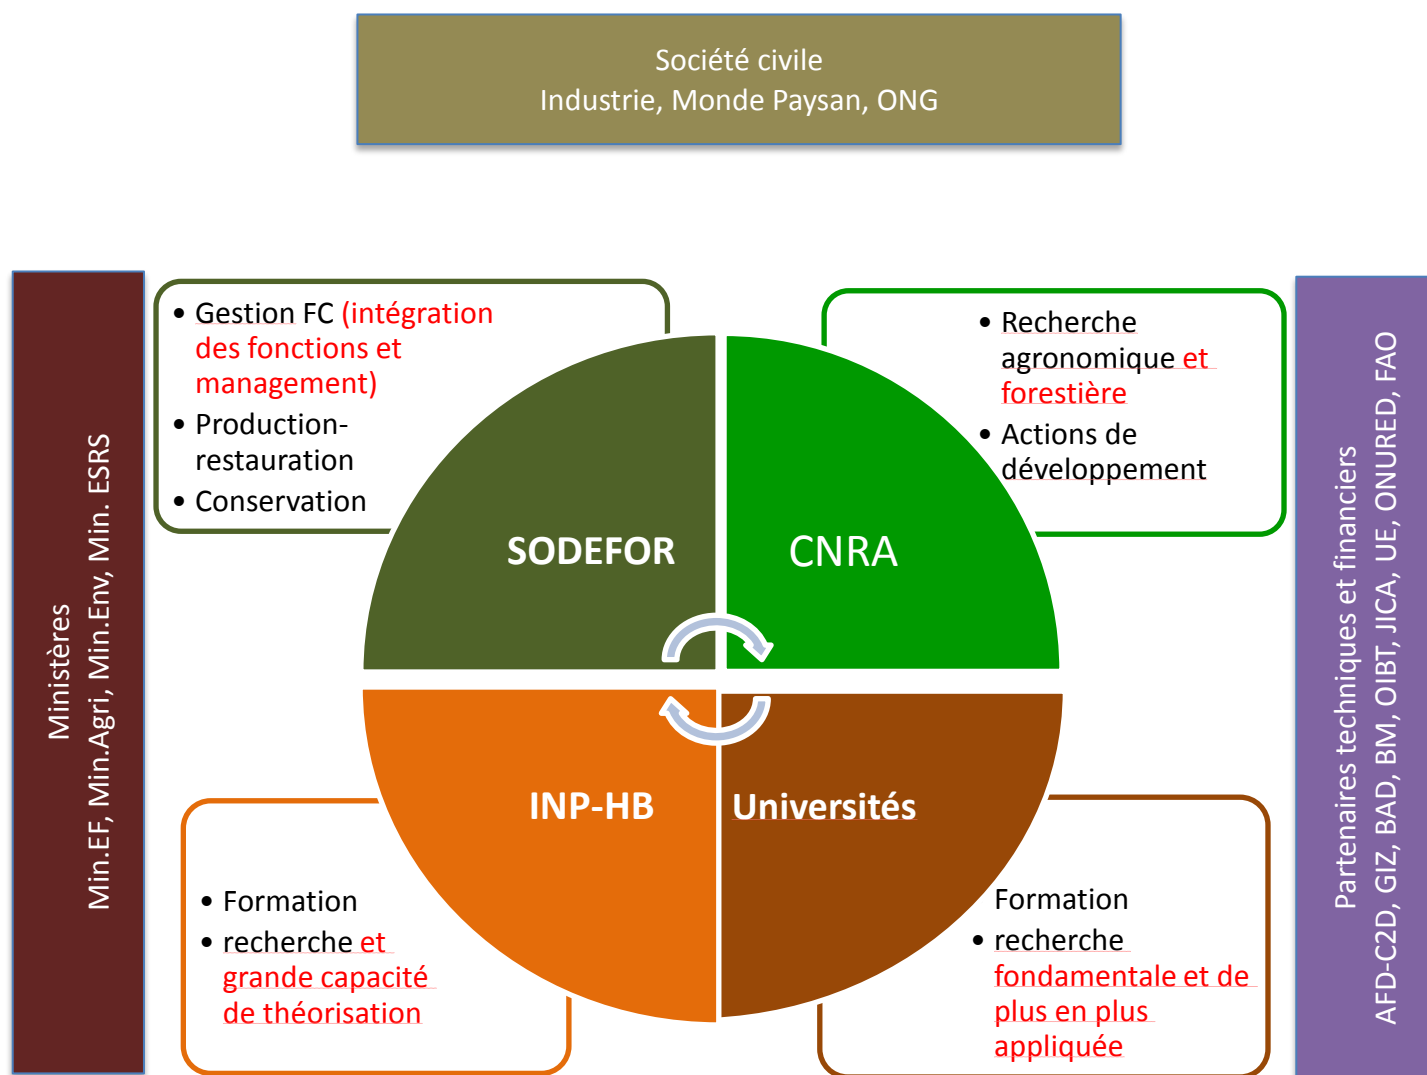 Société civile
Industrie, Monde Paysan, ONG
Ministères
Min.EF, Min.Agri, Min.Env, Min. ESRS
• Gestion FC (intégration
des fonctions et
management)
• Production-
restauration
• Conservation
SODEFOR
• Recherche
agronomique et
forestière
• Actions de
développement
CNRA
INP-HB
• Formation
• recherche et
grande capacité
de théorisation
Universités
Formation
• recherche
fondamentale et de
plus en plus
appliquée
Partenaires techniques et financiers
AFD-C2D, GIZ, BAD, BM, OIBT, JICA, UE, ONURED, FAO